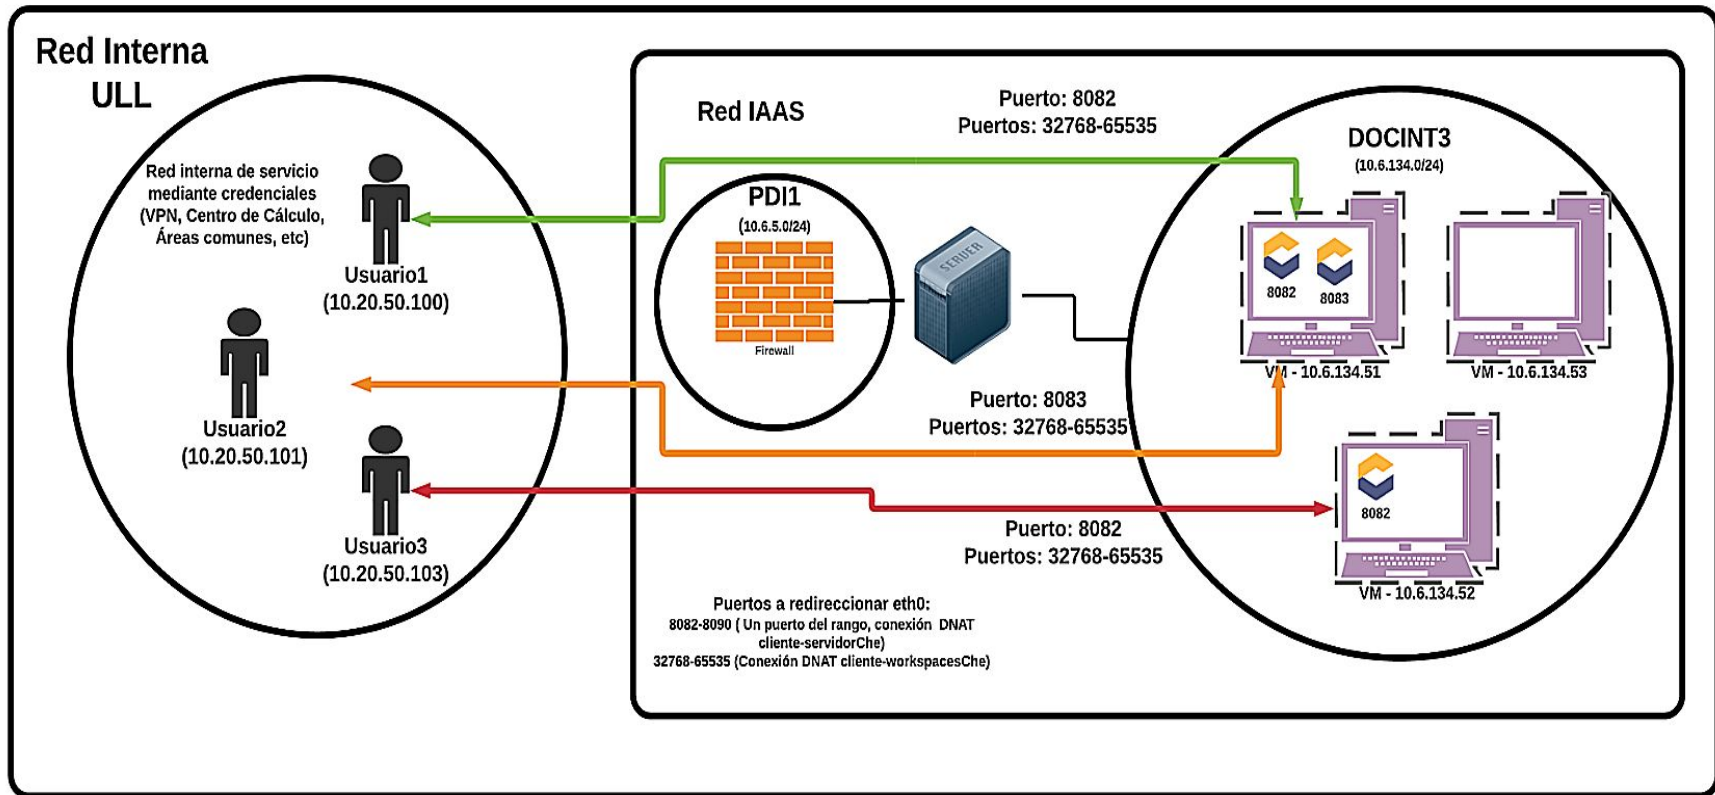 Red Interna
ULL
Red interna de servicio
mediante credenciales
(VPN, Centro de Cálculo,
Áreas comunes, etc)
Usuario1
(10.20.50.100)
Usuario2
(10.20.50.101)
Usuario3
(10.20.50.103)
Red IAAS
PDI1
(10.6.5.0/24)
Firewall
SERVER
Puerto: 8082
Puertos: 32768-65535
Puerto: 8083
Puertos: 32768-65535
Puerto: 8082
Puertos: 32768-65535
Puertos a redireccionar eth0:
8082-8090 ( Un puerto del rango, conexión DNAT
cliente-servidorChe)
32768-65535 (Conexión DNAT cliente-workspacesChe)
DOCINT3
(10.6.134.0/24)
8082
8083
VM - 10.6.134.51
VM - 10.6.134.53
8082
VM - 10.6.134.52